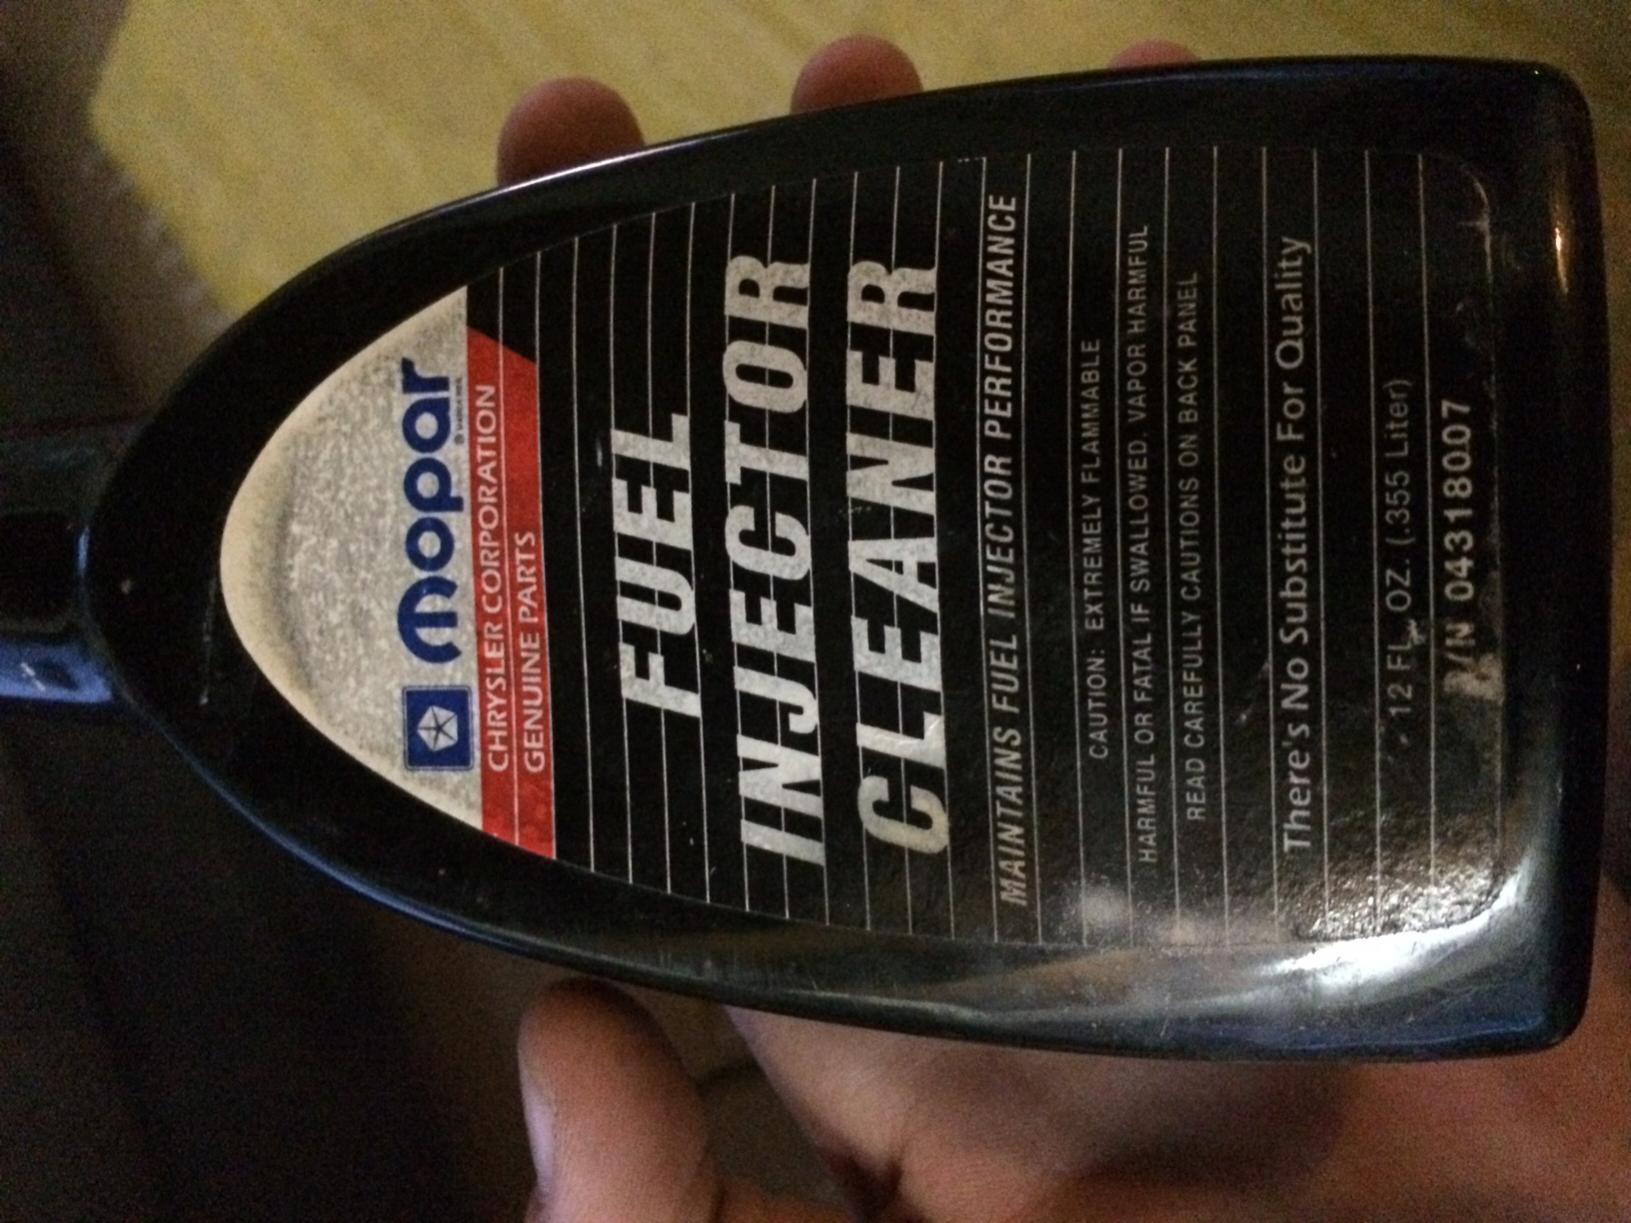 mopar
CHRYSLER CORPORATION
GENUINE PARTS
FUEL
INJECTOR
CLEANER
MAINTAINS FUEL INJECTOR PERFORMANCE
CAUTION: EXTREMELY FLAMMABLE
HARMFUL OR FATAL IF SWALLOWED, VAPOR HARMFUL
READ CAREFULLY CAUTIONS ON BACK PANEL
There's No Substitute For Quality
12 FL. OZ. (.355 Liter)
P/N 04318007